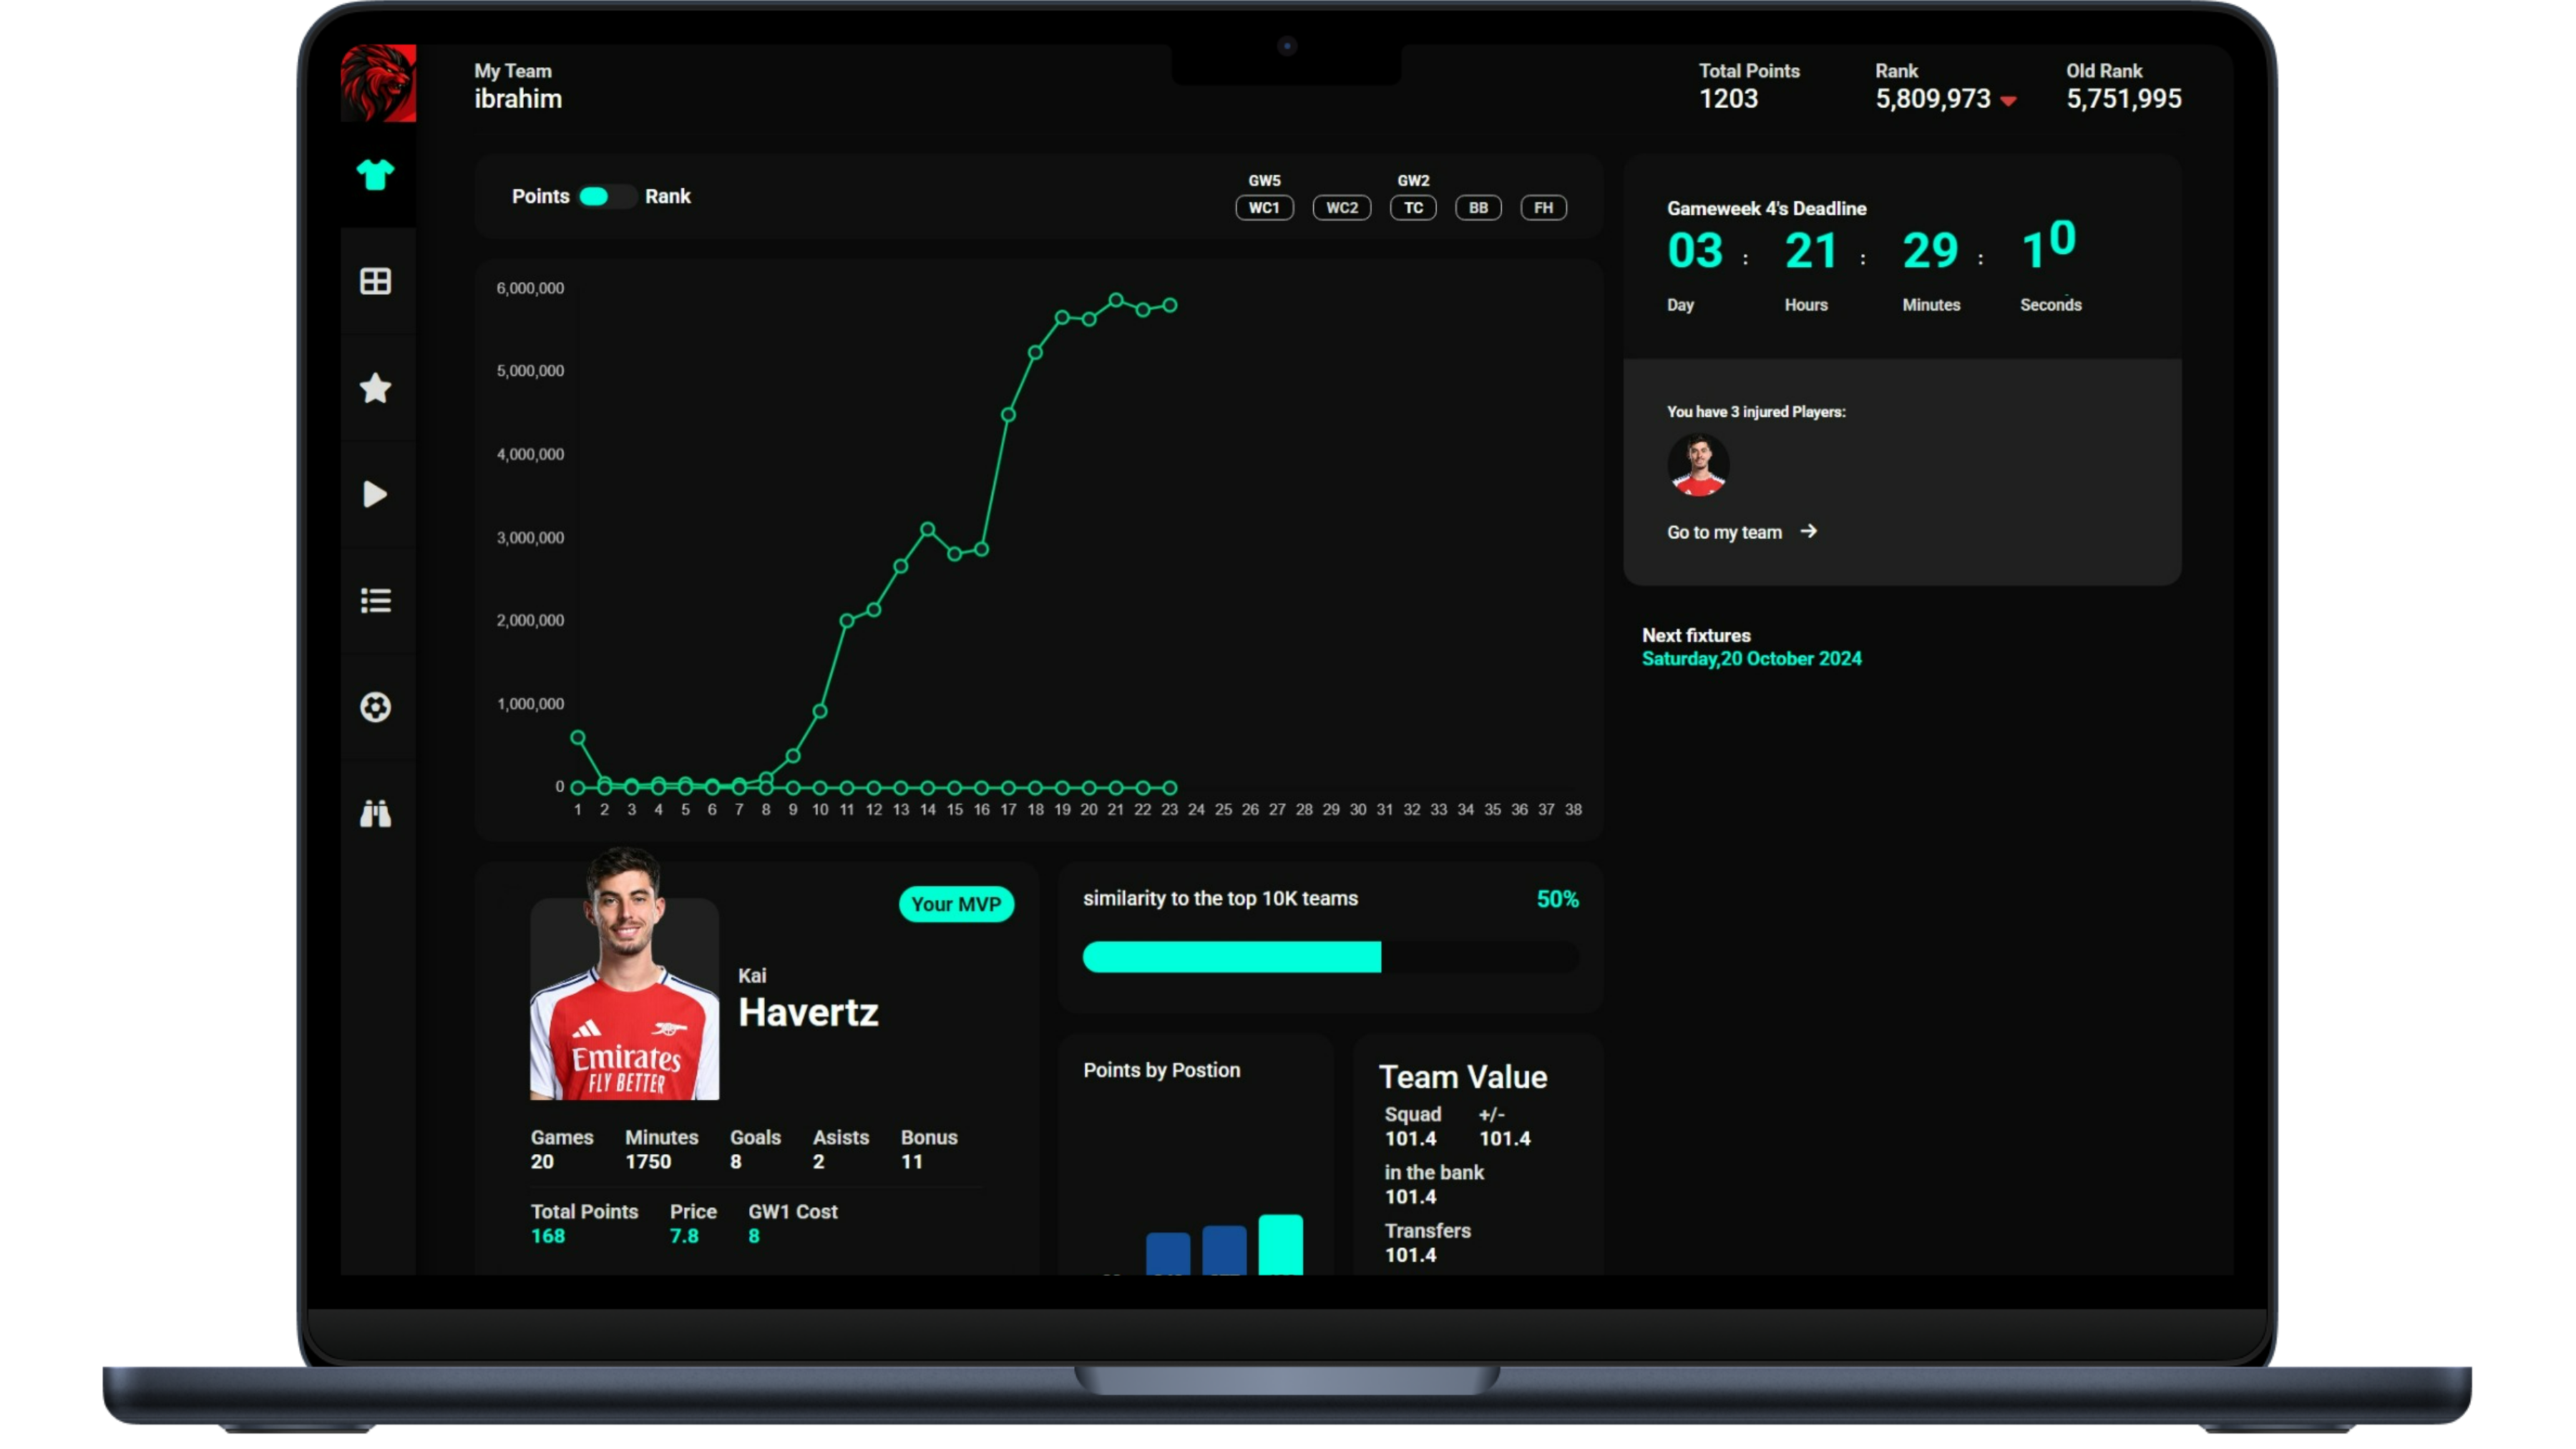 My Team
ibrahim
Total Points
1203
Rank
5,809,973
Old Rank
5,751,995
Points Rank
GW5
WC1
WC2
GW2
TC
BB
FH
6,000,000
5,000,000
4,000,000
3,000,000
2,000,000
1,000,000
0
1 2 3 4 5 6 7 8 9 10 11 12 13 14 15 16 17 18 19 20 21 22 23 24 25 26 27 28 29 30 31 32 33 34 35 36 37 38
Gameweek 4's Deadline
03 : 21 : 29 : 10
Day Hours Minutes Seconds
You have 3 injured Players:
Go to my team →
Next fixtures
Saturday,20 October 2024
Your MVP
Kai
Havertz
Emirates
FLY BETTER
Games Minutes Goals Asists Bonus
20 1750 8 2 11
Total Points Price GW1 Cost
168 7.8 8
similarity to the top 10K teams 50%
Points by Postion
Team Value
Squad +/-
101.4 101.4
in the bank
101.4
Transfers
101.4